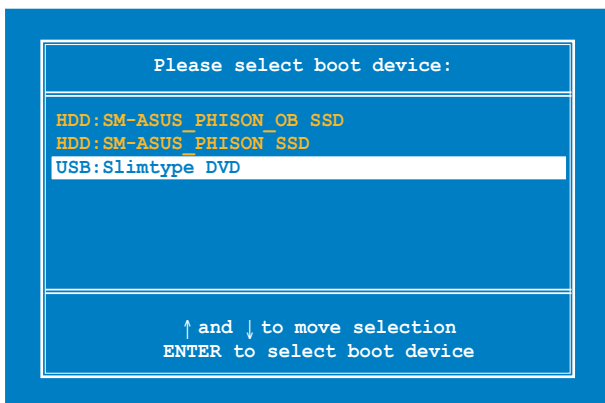 Please select boot device:
HDD:SM-ASUS_PHISON_OB SSD
HDD:SM-ASUS_PHISON SSD
USB:Slimtype DVD
↑ and ↓ to move selection
ENTER to select boot device